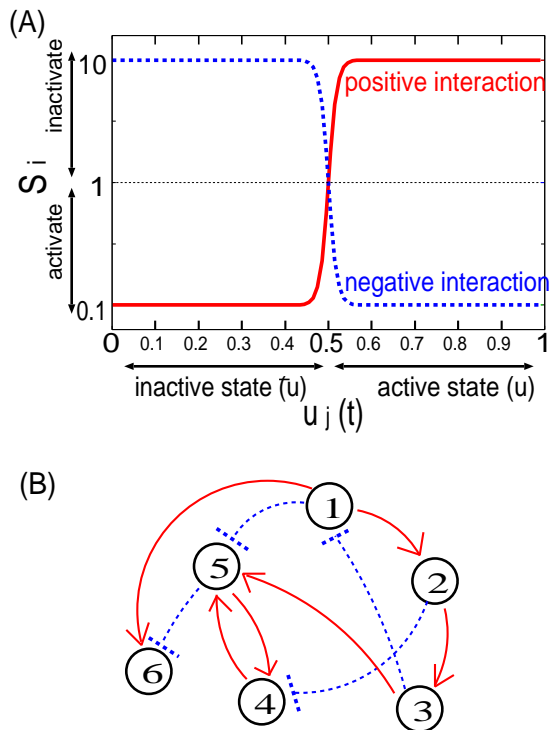 (A)
10
1
0.1
inactivate
activate
S i
positive interaction
negative interaction
0 0.1 0.2 0.3 0.4 0.5 0.6 0.7 0.8 0.9 1
inactive state (ū) active state (u)
u j (t)
(B)
1
5
2
6
4
3